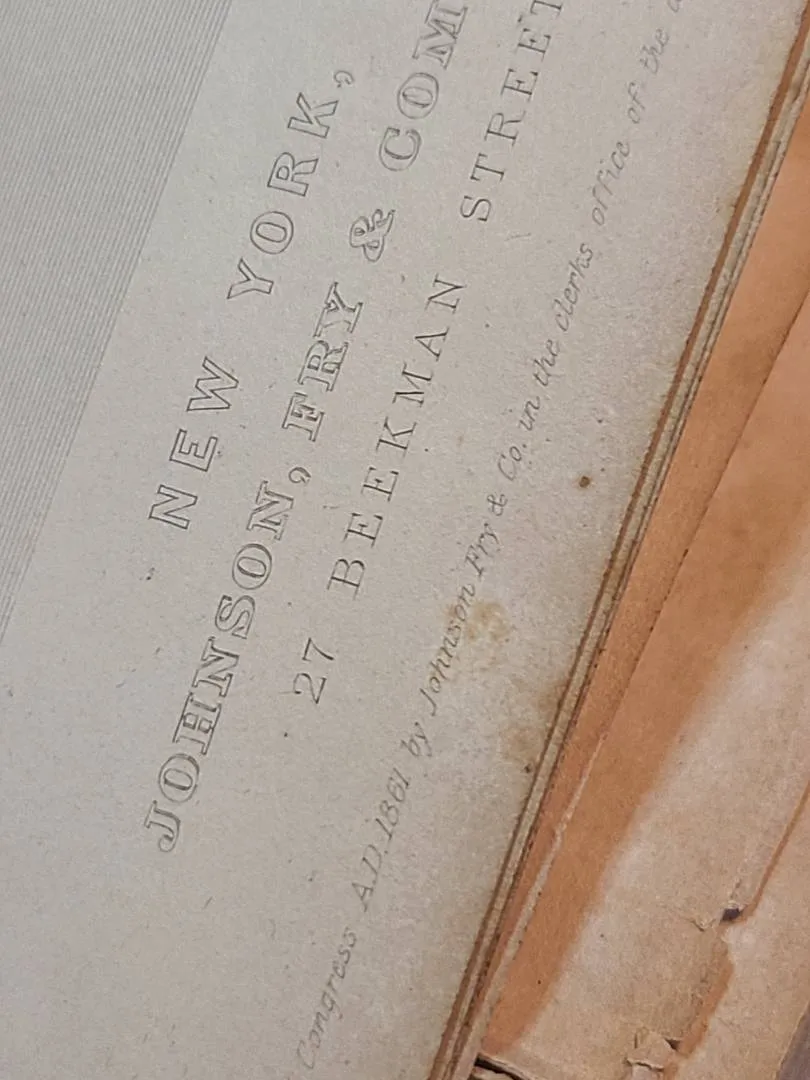 NEW YORK,
JOHNSON, FRY & COM
27 BEEKMAN STREET
Congress A.D. 1861 by Johnson Fry & Co. in the clerks office of the